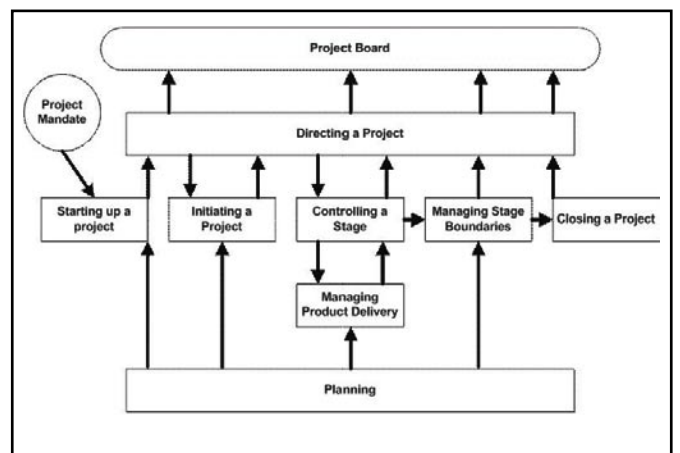 Project Board
Project
Mandate
Directing a Project
Starting up a
project
Initiating a
Project
Controlling a
Stage
Managing Stage
Boundaries
Closing a Project
Managing
Product Delivery
Planning